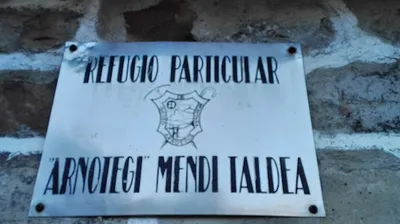 REFUGIO PARTICULAR
"ARNOTEGI" MENDI TALDEA